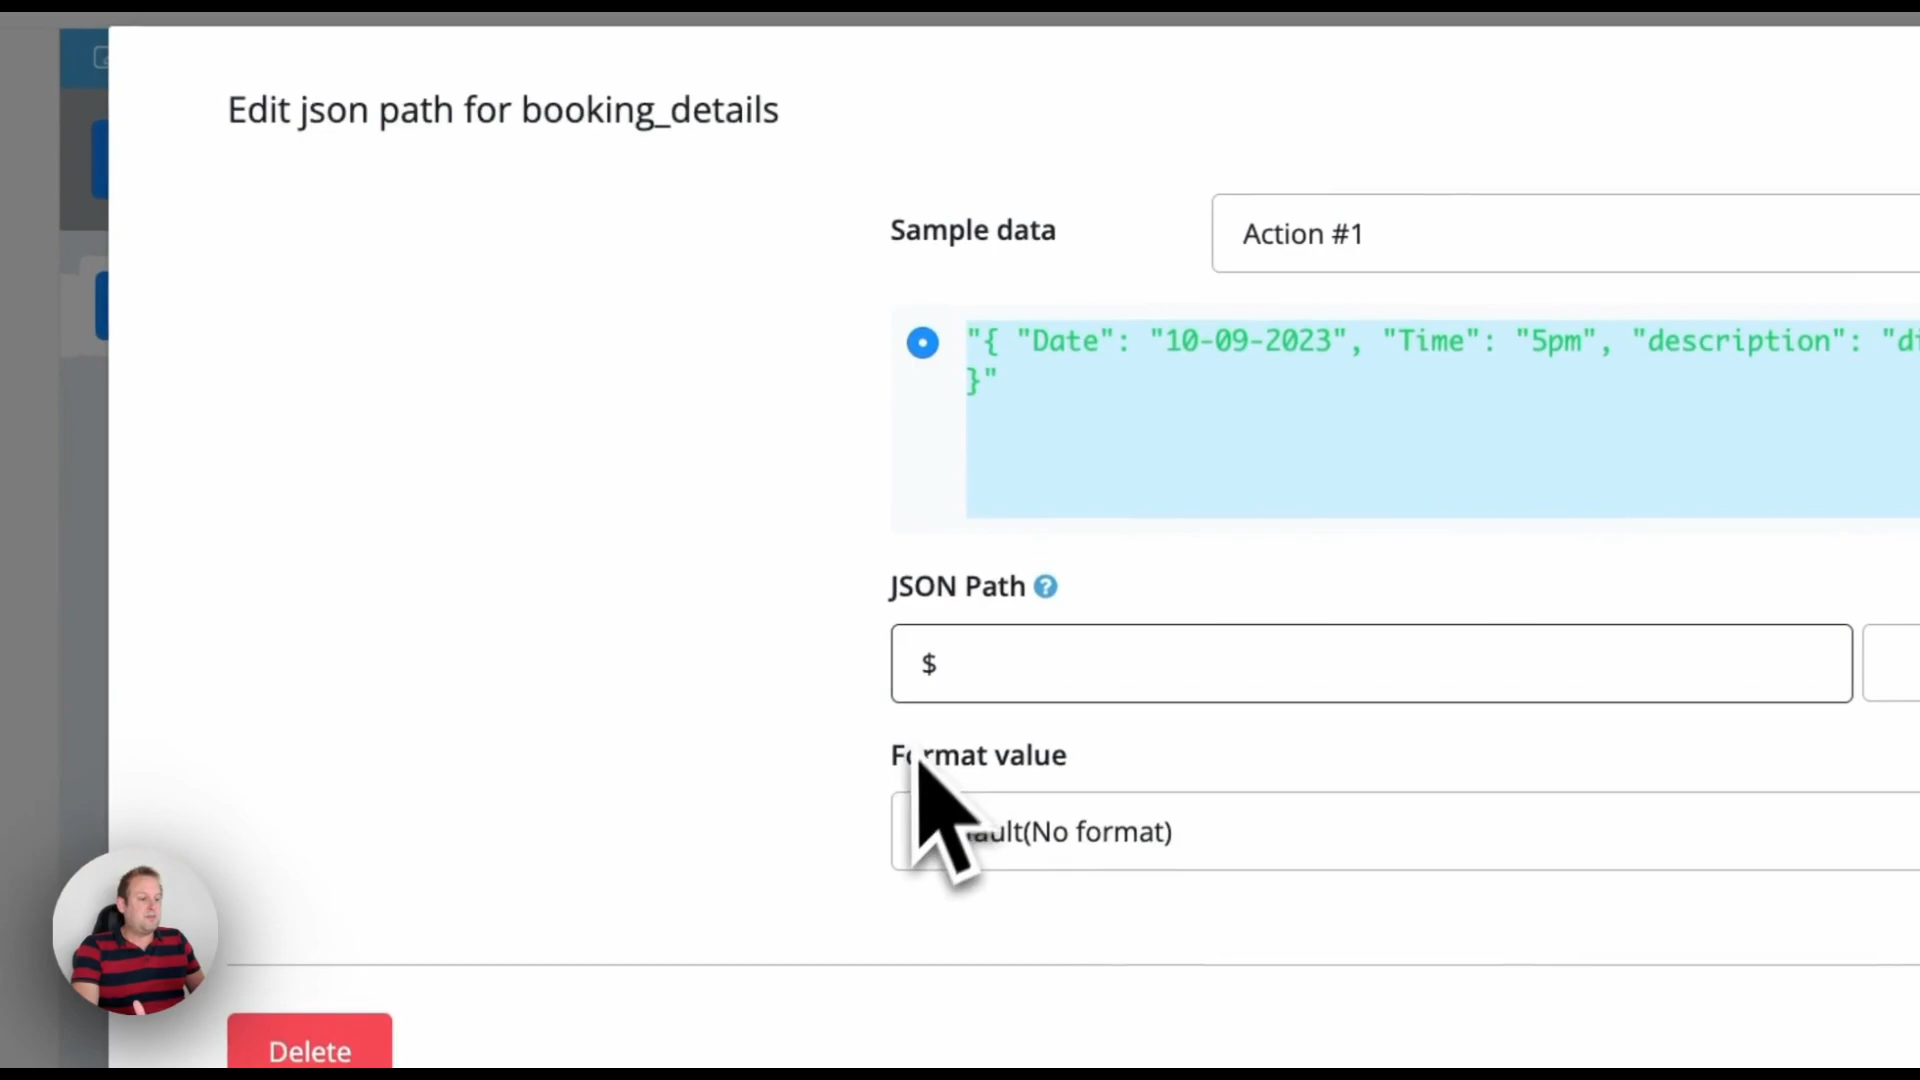 Edit json path for booking_details
Sample data
Action #1
"{ "Date": "10-09-2023", "Time": "5pm", "description":
}"
JSON Path ?
$
Format value
(No format)
Delete